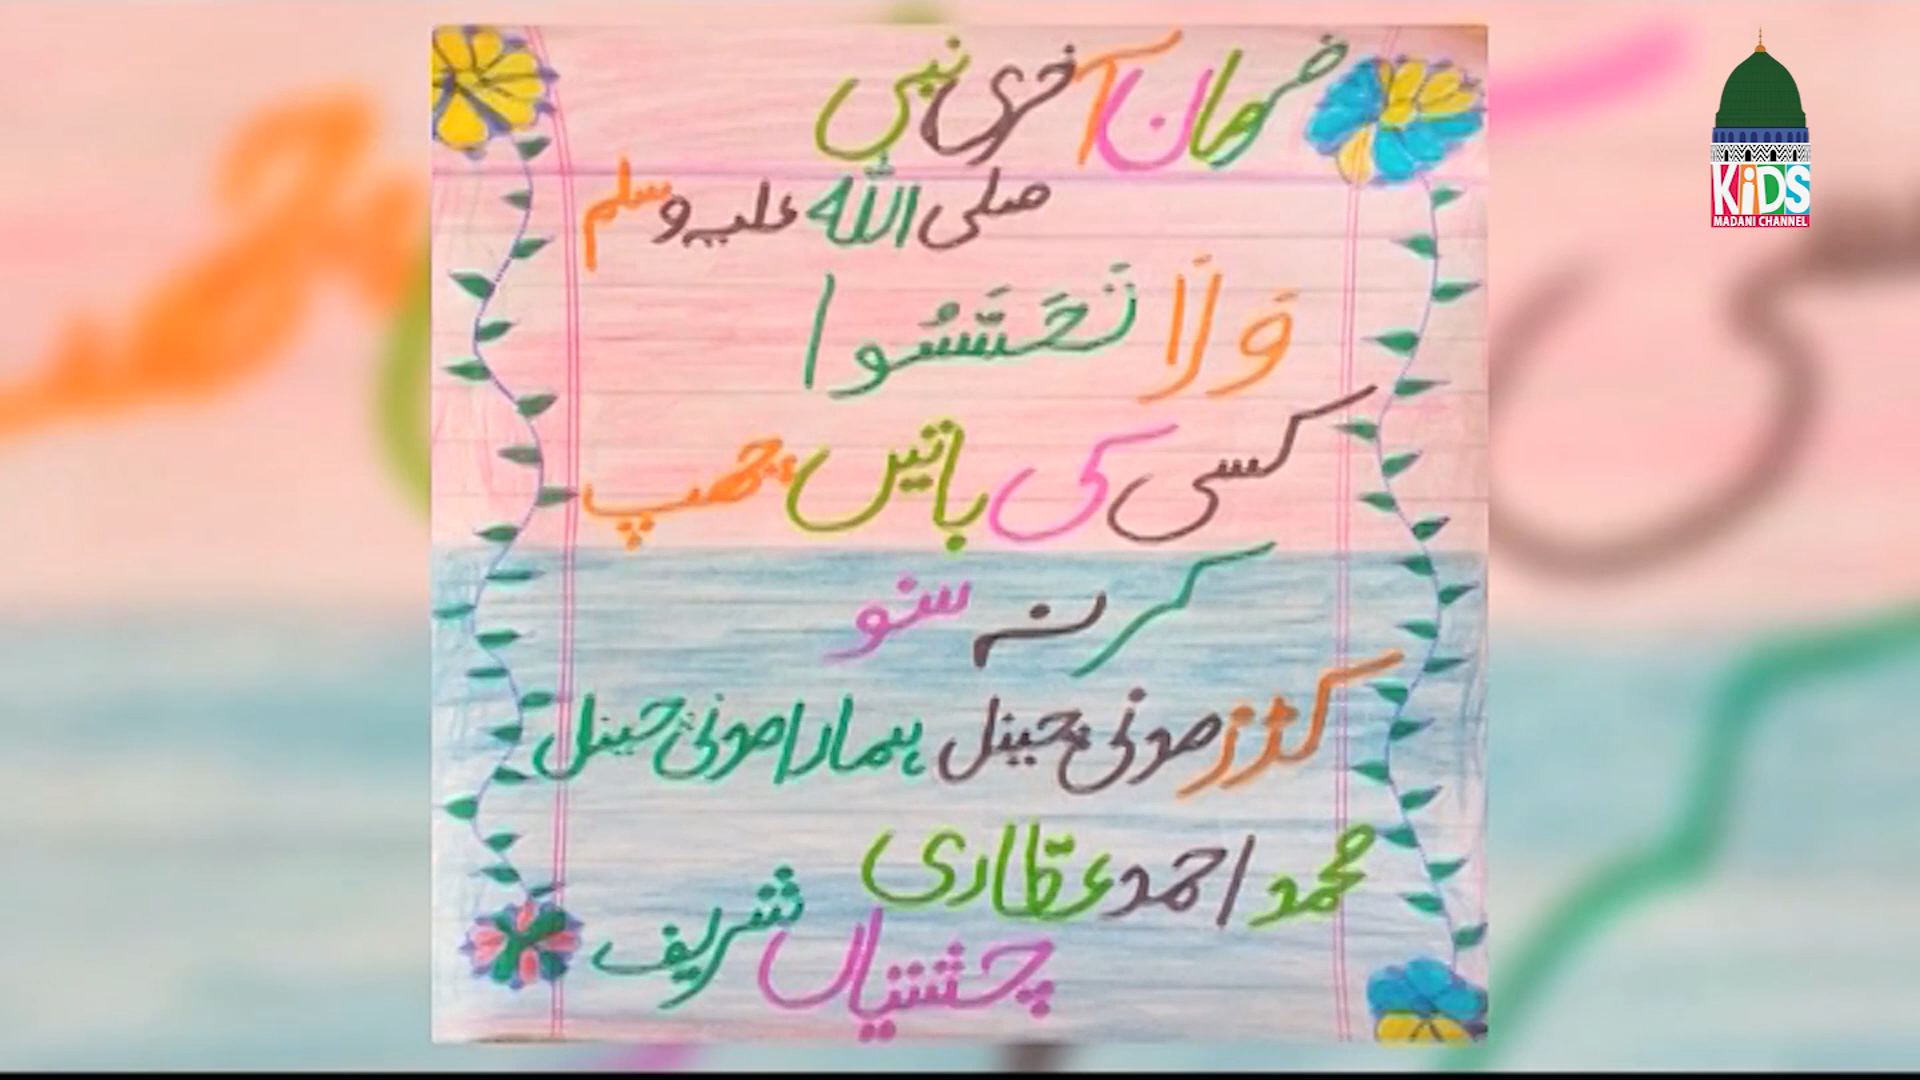 فرمان آخری نبی
صلی اللہ علیہ وسلم
وَلَا تَحَسَّسُوا
کسی کی باتیں چھپ
کر نہ سنو
کڈز مدنی چینل ہمارا مدنی چینل
محمد احمد عطاری
چشتیاں شریف
KiDS
MADANI CHANNEL